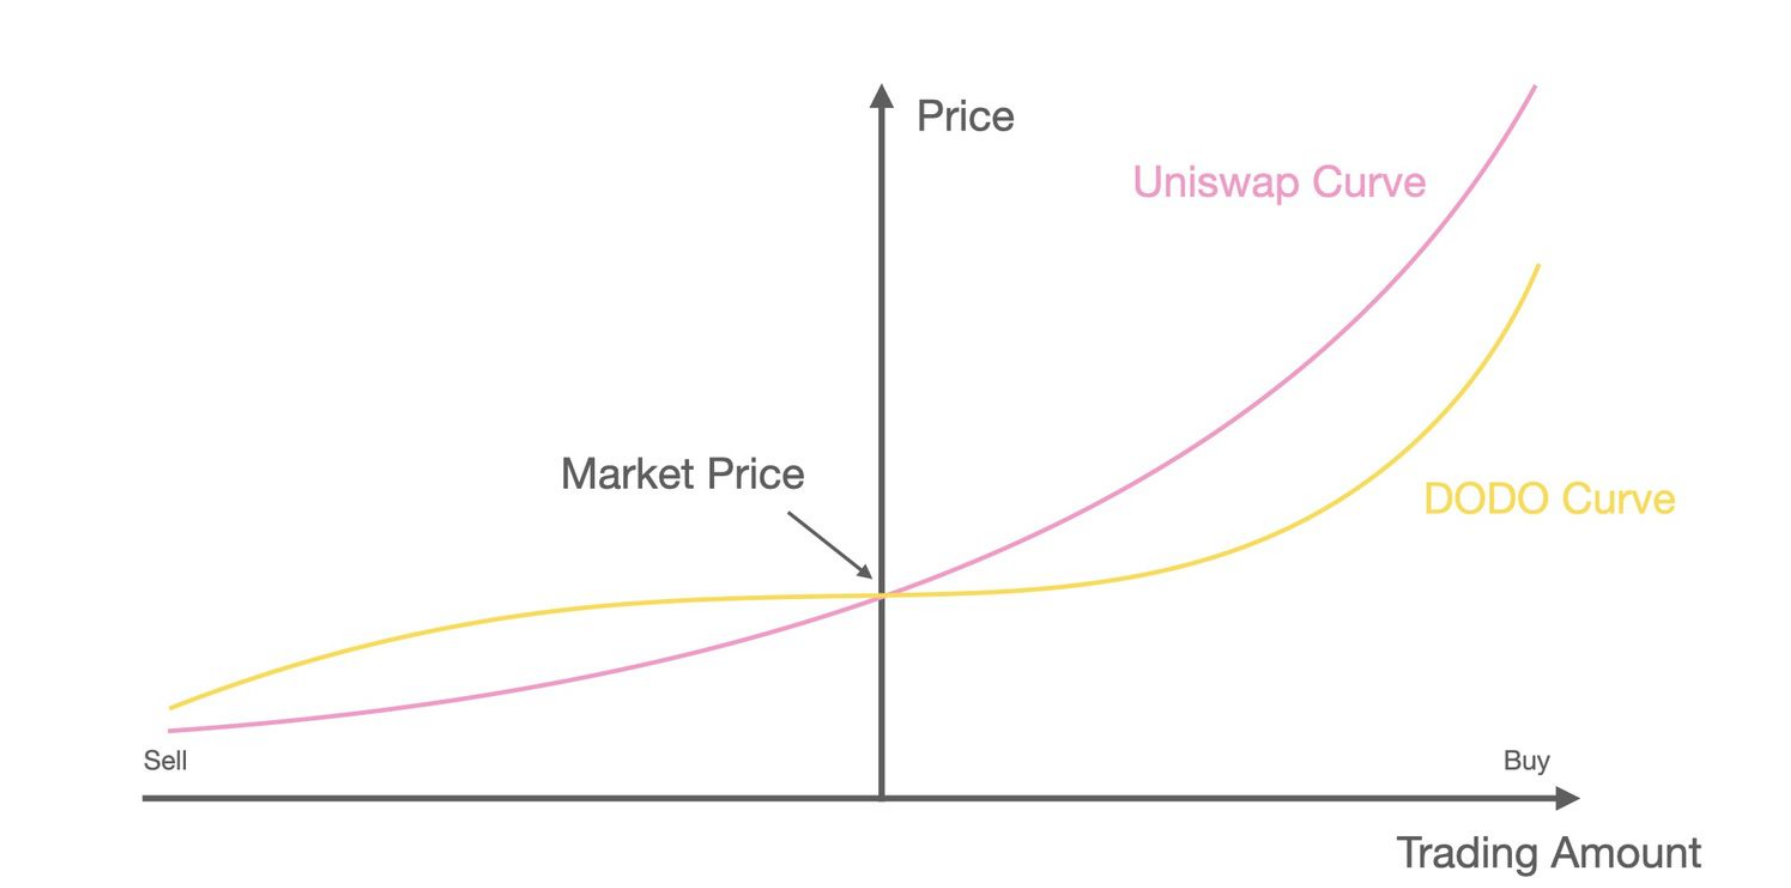 Price
Uniswap Curve
Market Price
DODO Curve
Sell
Buy
Trading Amount